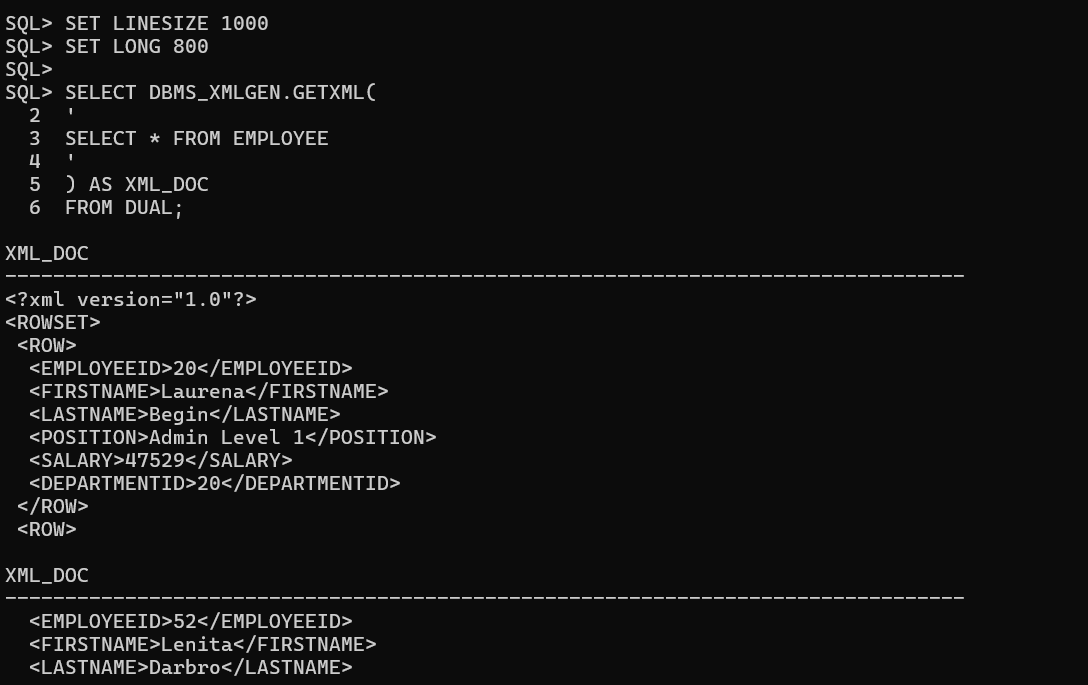 SQL> SET LINESIZE 1000
SQL> SET LONG 800
SQL>
SQL> SELECT DBMS_XMLGEN.GETXML(
  2  '
  3  SELECT * FROM EMPLOYEE
  4  '
  5  ) AS XML_DOC
  6  FROM DUAL;

XML_DOC
--------------------------------------------------------------------------------
<?xml version="1.0"?>
<ROWSET>
 <ROW>
  <EMPLOYEEID>20</EMPLOYEEID>
  <FIRSTNAME>Laurena</FIRSTNAME>
  <LASTNAME>Begin</LASTNAME>
  <POSITION>Admin Level 1</POSITION>
  <SALARY>47529</SALARY>
  <DEPARTMENTID>20</DEPARTMENTID>
 </ROW>
 <ROW>

XML_DOC
--------------------------------------------------------------------------------
  <EMPLOYEEID>52</EMPLOYEEID>
  <FIRSTNAME>Lenita</FIRSTNAME>
  <LASTNAME>Darbro</LASTNAME>